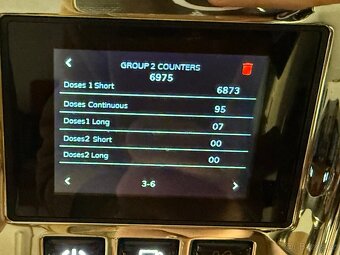 < GROUP 2 COUNTERS
6975
Doses 1 Short 6873
Doses Continuous 95
Doses1 Long 07
Doses2 Short 00
Doses2 Long 00
< 3-6 >